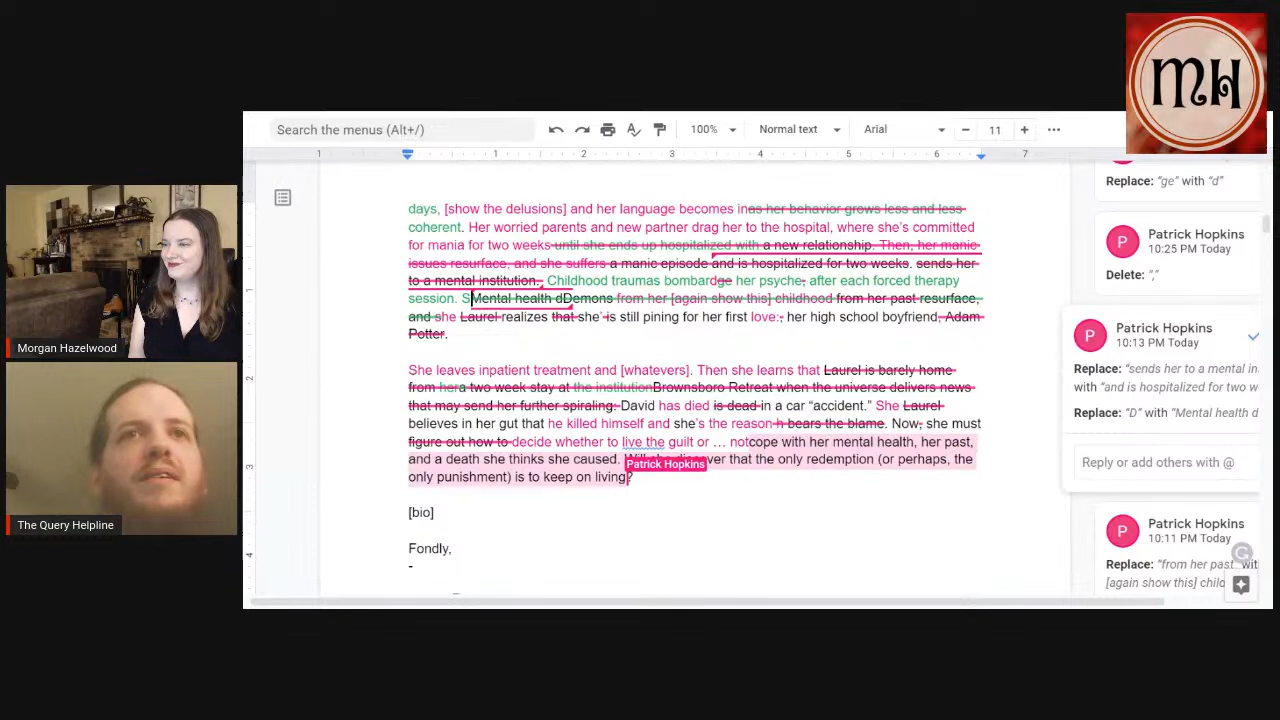 MH
Search the menus (Alt+/)
100%
Normal text
Arial
11
1 1 2 3 4 5 6 7
days, [show the delusions] and her language becomes inas her behavior grows less and less
coherent. Her worried parents and new partner drag her to the hospital, where she's committed
for mania for two weeks until she ends up hospitalized with a new relationship. Then, her manic
issues resurface, and she suffers a manic episode and is hospitalized for two weeks. sends her
to a mental institution. Childhood traumas bombardge her psyche, after each forced therapy
session. SMental health dDemons from her [again show this] childhood from her past resurface,
and she Laurel realizes that she's is still pining for her first love:, her high school boyfriend, Adam
Potter.
She leaves inpatient treatment and [whatevers]. Then she learns that Laurel is barely home
from hera two week stay at the institutionBrownsboro Retreat when the universe delivers news
that may send her further spiraling: David has died is dead in a car “accident.” She Laurel
believes in her gut that he killed himself and she's the reason h bears the blame. Now, she must
figure out how to decide whether to live the guilt or … notcope with her mental health, her past,
and a death she thinks she caused. that the only redemption (or perhaps, the
Patrick Hopkins
only punishment) is to keep on living?
[bio]
Fondly,
-
1
2
3
4
Replace: "ge" with "d"
P
Patrick Hopkins
10:25 PM Today
Delete: ","
P
Patrick Hopkins
10:13 PM Today
Replace: "sends her to a mental in
with "and is hospitalized for two w
Replace: "D" with "Mental health d
Reply or add others with @
P
Patrick Hopkins
10:11 PM Today
Replace: "from her past" wit
[again show this] child
Morgan Hazelwood
The Query Helpline